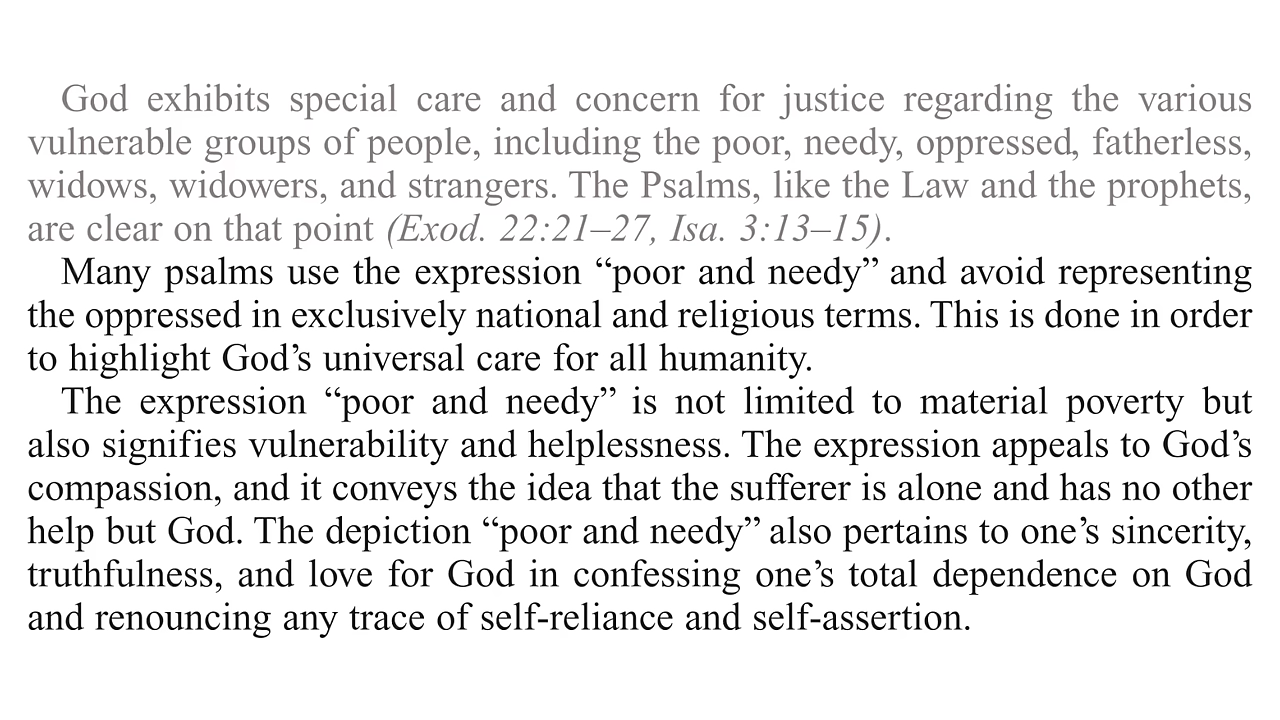 God exhibits special care and concern for justice regarding the various
vulnerable groups of people, including the poor, needy, oppressed, fatherless,
widows, widowers, and strangers. The Psalms, like the Law and the prophets,
are clear on that point (Exod. 22:21–27, Isa. 3:13–15).
Many psalms use the expression “poor and needy” and avoid representing
the oppressed in exclusively national and religious terms. This is done in order
to highlight God’s universal care for all humanity.
The expression “poor and needy” is not limited to material poverty but
also signifies vulnerability and helplessness. The expression appeals to God’s
compassion, and it conveys the idea that the sufferer is alone and has no other
help but God. The depiction “poor and needy” also pertains to one’s sincerity,
truthfulness, and love for God in confessing one’s total dependence on God
and renouncing any trace of self-reliance and self-assertion.